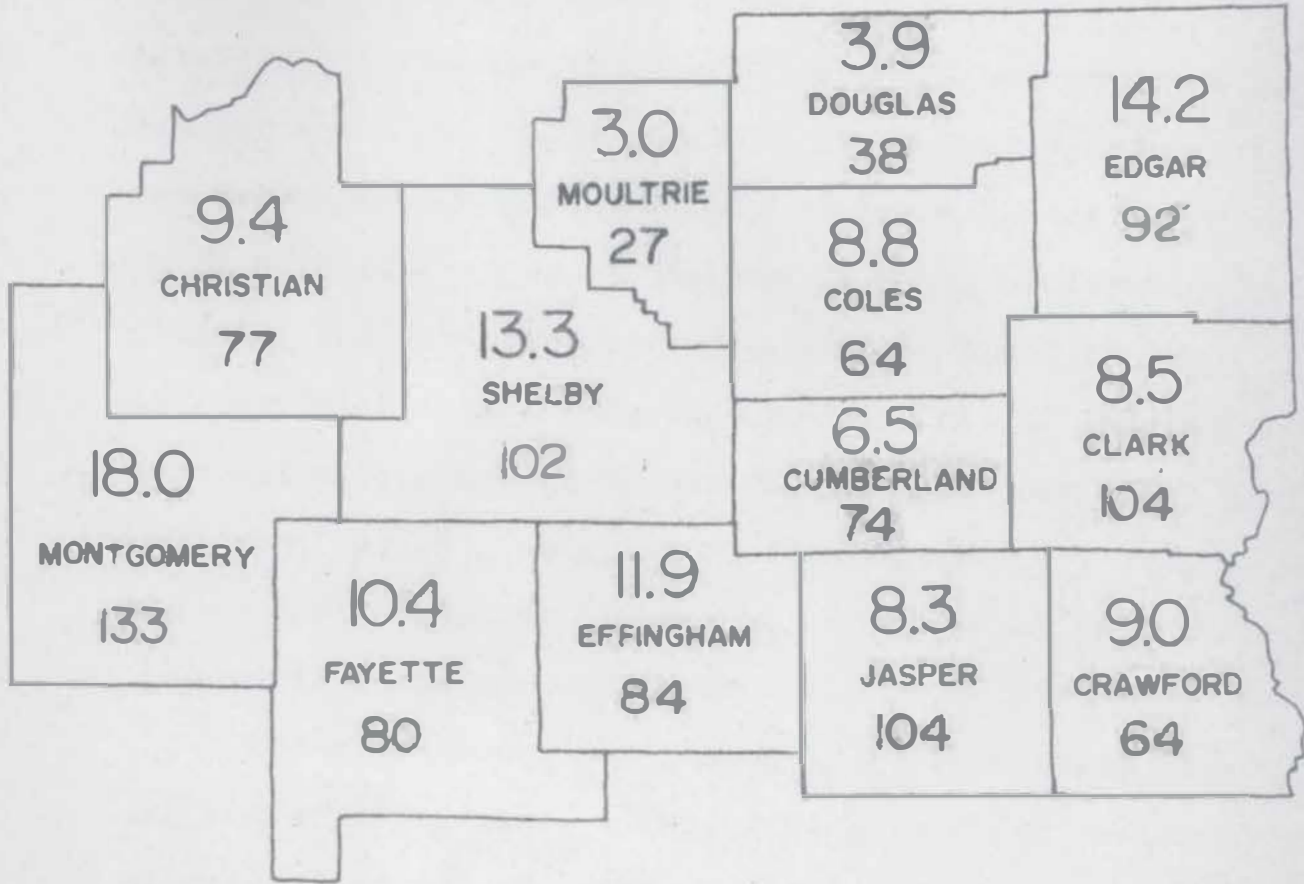 3.9
DOUGLAS
38
14.2
EDGAR
92
3.0
MOULTRIE
27
9.4
CHRISTIAN
77
8.8
COLES
64
13.3
SHELBY
102
8.5
CLARK
104
6.5
CUMBERLAND
74
18.0
MONTGOMERY
133
10.4
FAYETTE
80
11.9
EFFINGHAM
84
8.3
JASPER
104
9.0
CRAWFORD
64